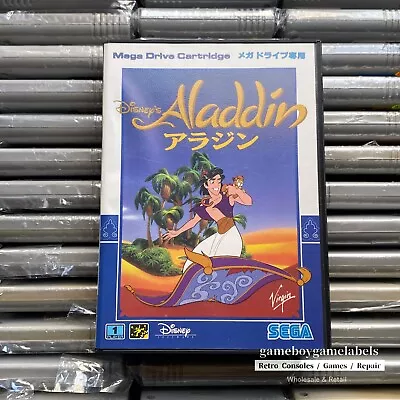 Mega Drive Cartridge メガドライブ専用
Disney's
Aladdin
アラジン
Virgin
1
Disney
SEGA
gameboygamelabels
Retro Consoles / Games / Repair
Wholesale & Retail